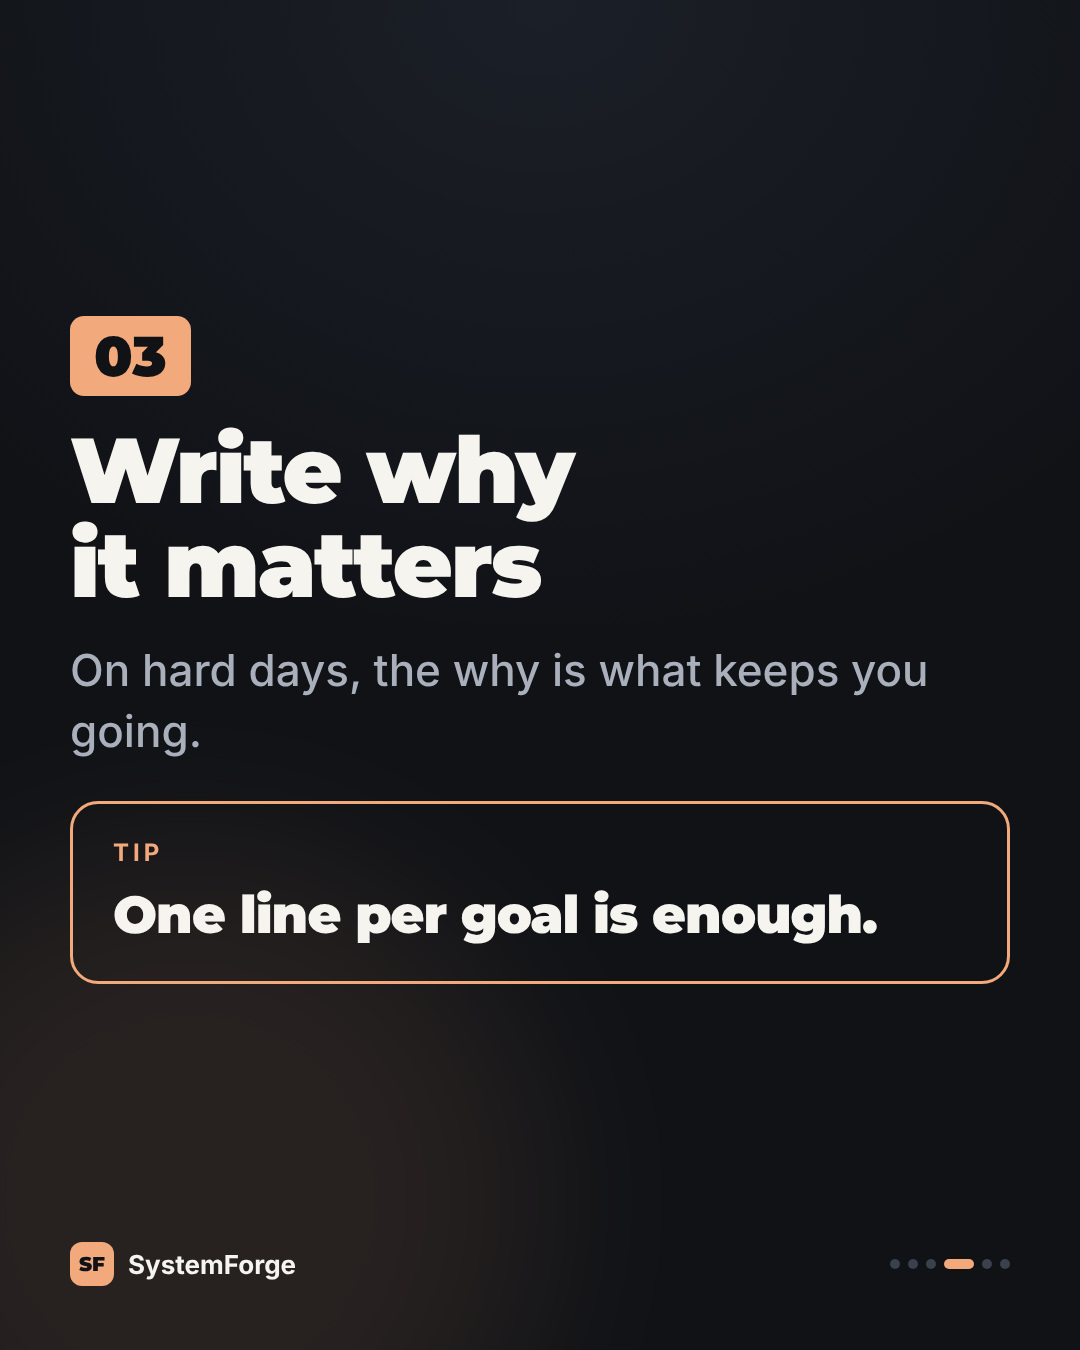 03
Write why
it matters
On hard days, the why is what keeps you
going.
TIP
One line per goal is enough.
SF SystemForge